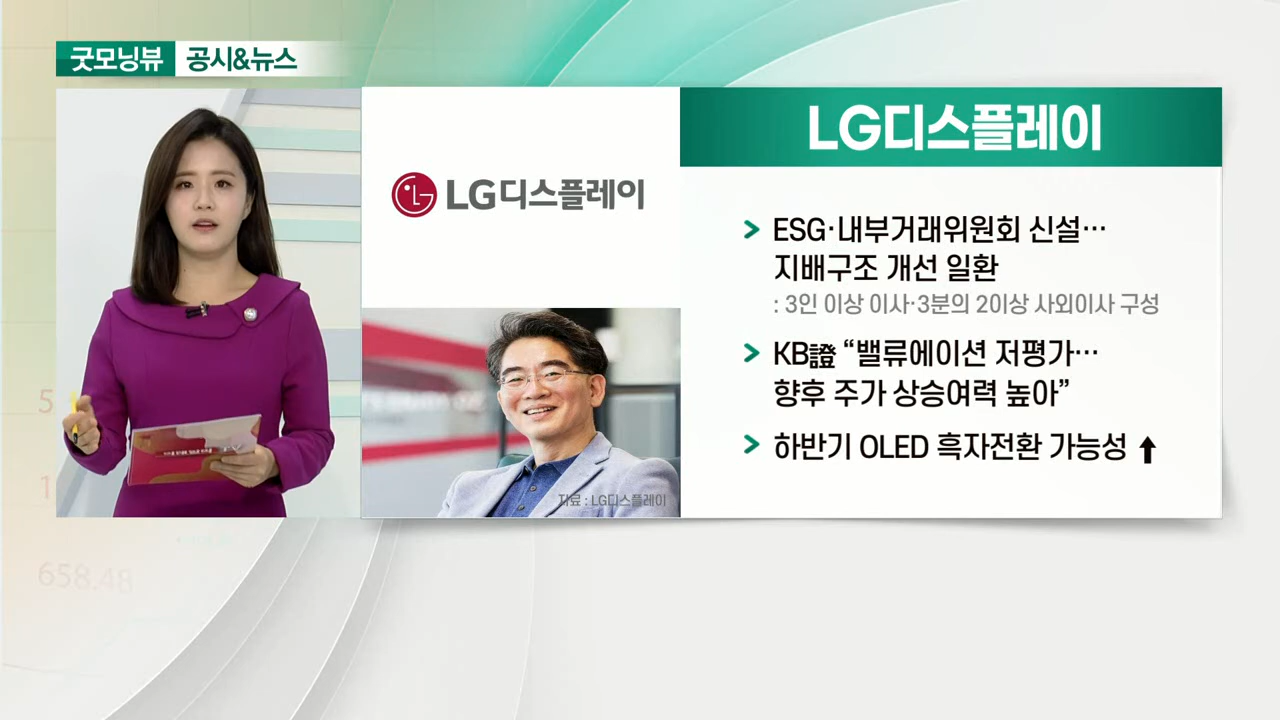 굿모닝뷰 공시&뉴스
LG디스플레이
LG디스플레이
ESG·내부거래위원회 신설…
지배구조 개선 일환
: 3인 이상 이사·3분의 2이상 사외이사 구성
KB證 “밸류에이션 저평가…
향후 주가 상승여력 높아”
하반기 OLED 흑자전환 가능성 ⬆
자료 : LG디스플레이
5
1
658.48